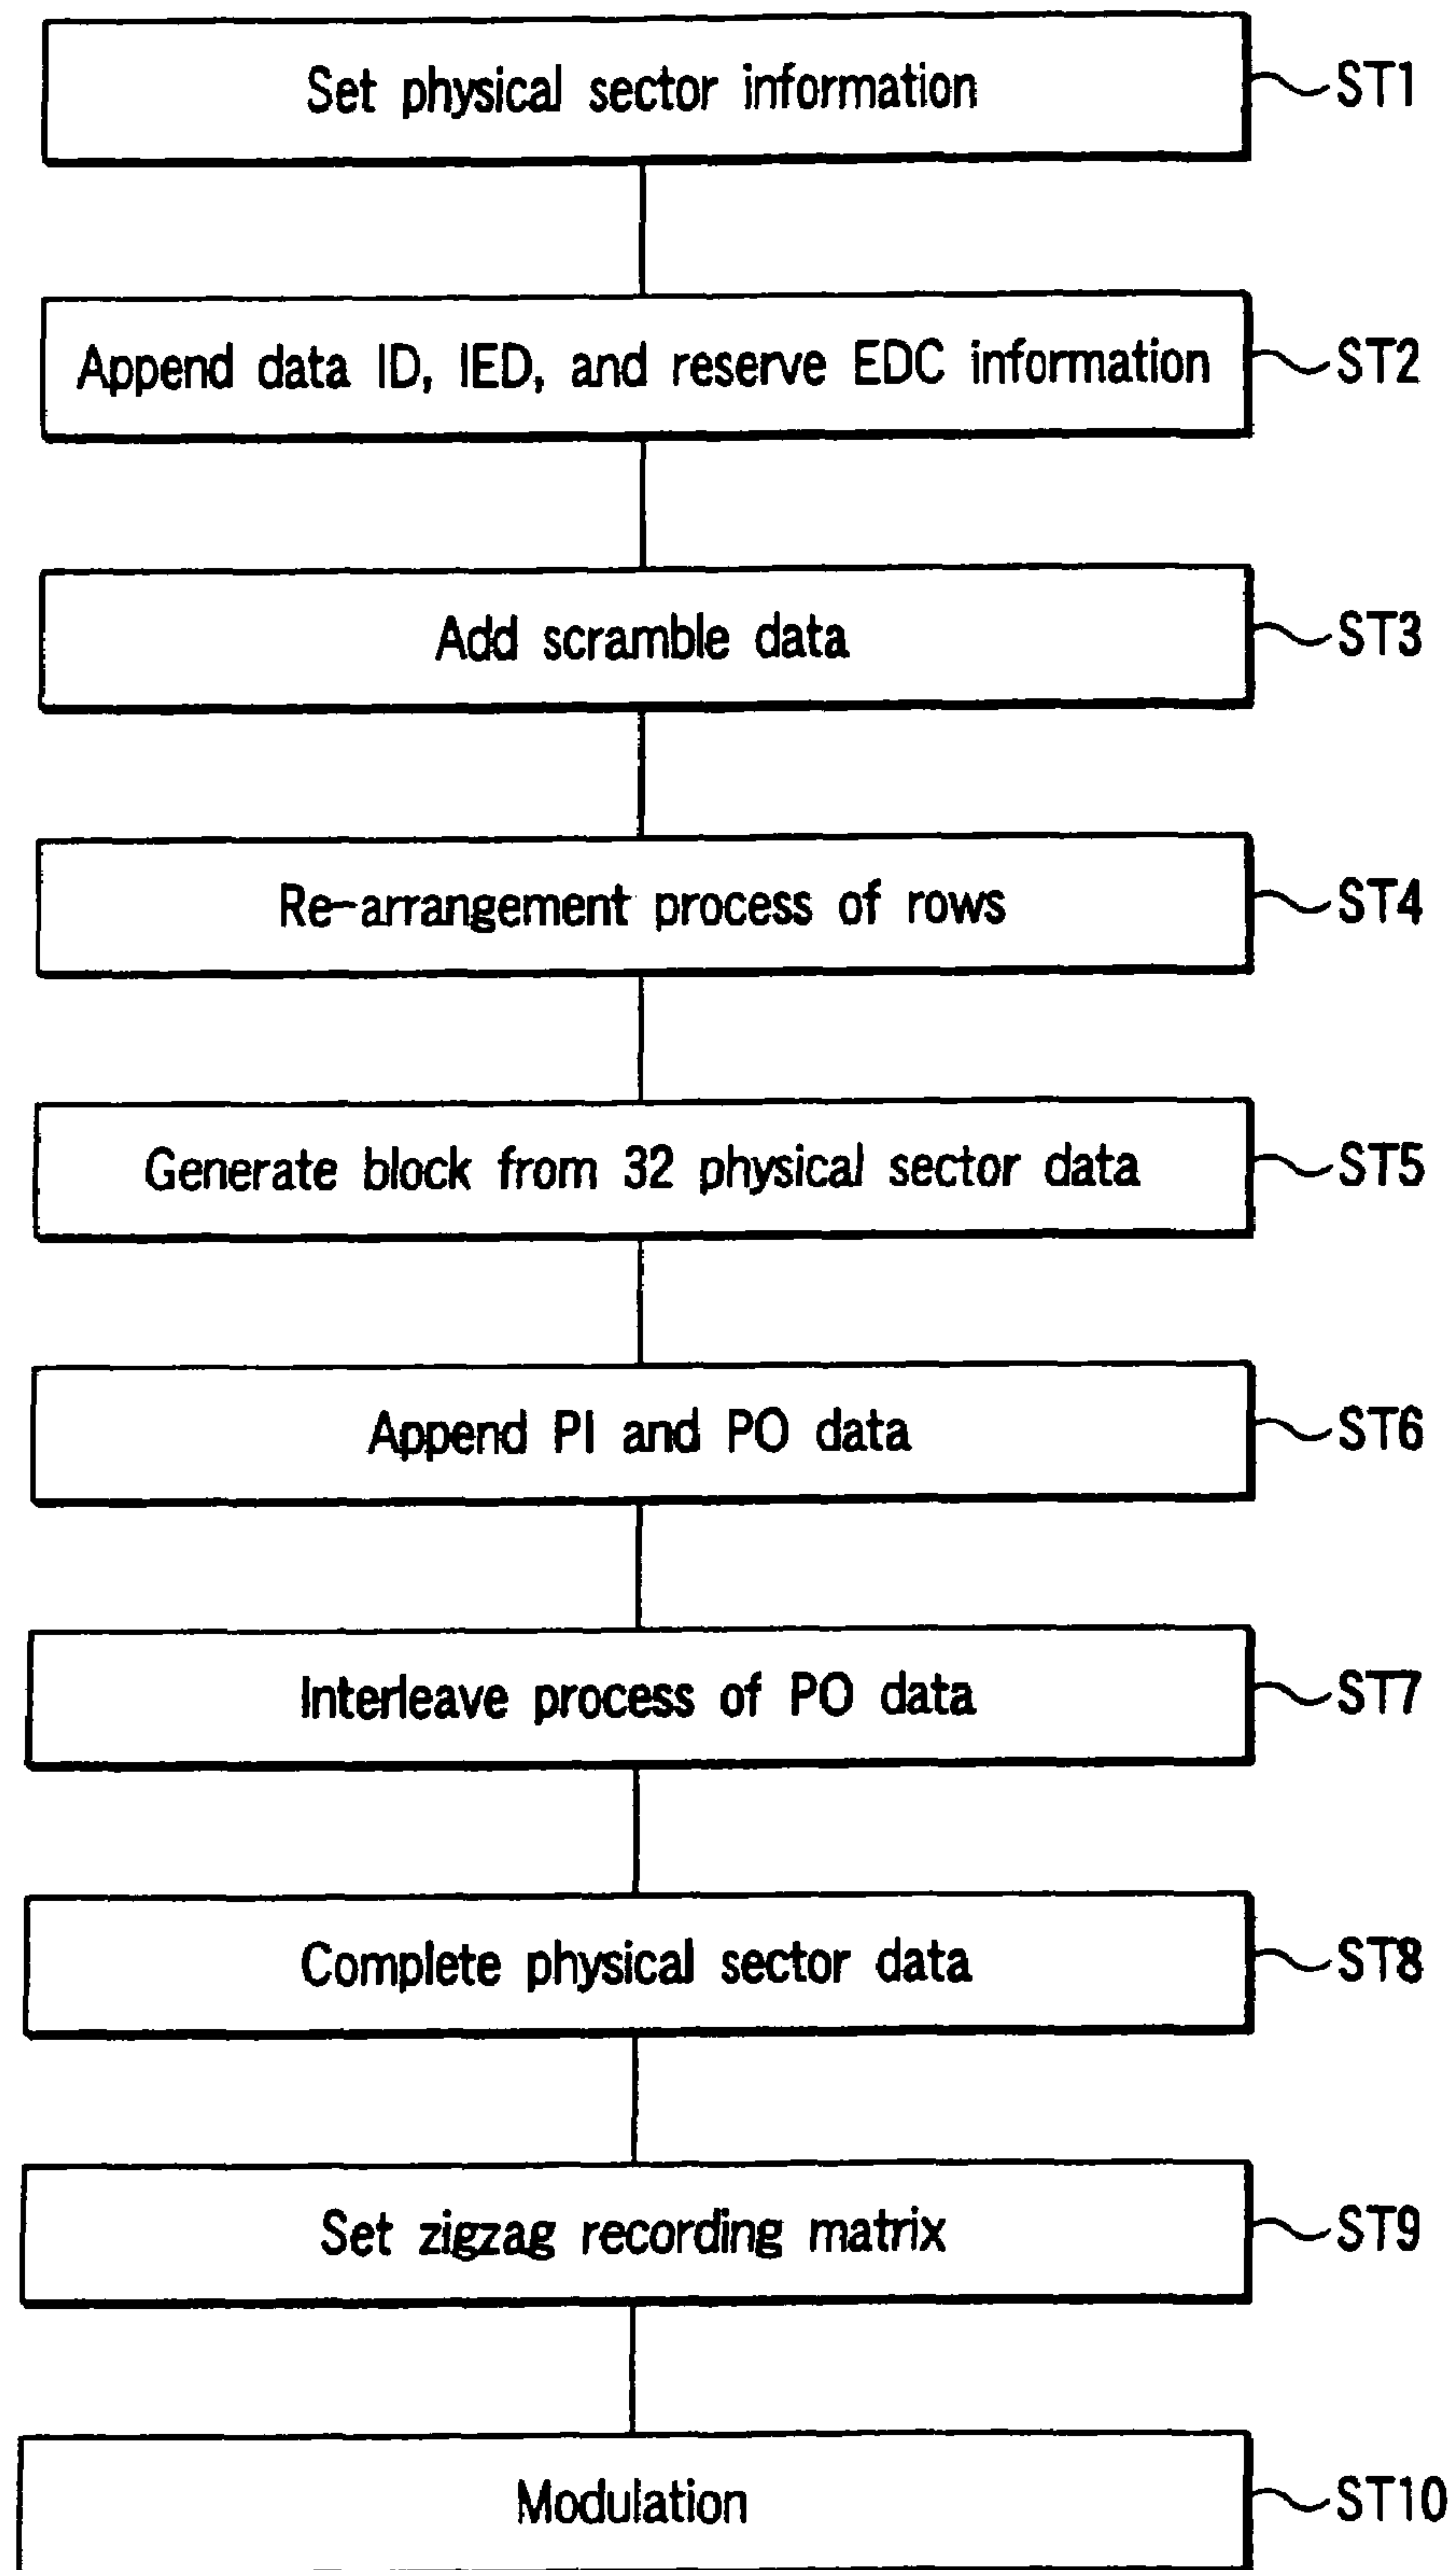 Set physical sector information ST1
Append data ID, IED, and reserve EDC information ST2
Add scramble data ST3
Re-arrangement process of rows ST4
Generate block from 32 physical sector data ST5
Append PI and PO data ST6
Interleave process of PO data ST7
Complete physical sector data ST8
Set zigzag recording matrix ST9
Modulation ST10